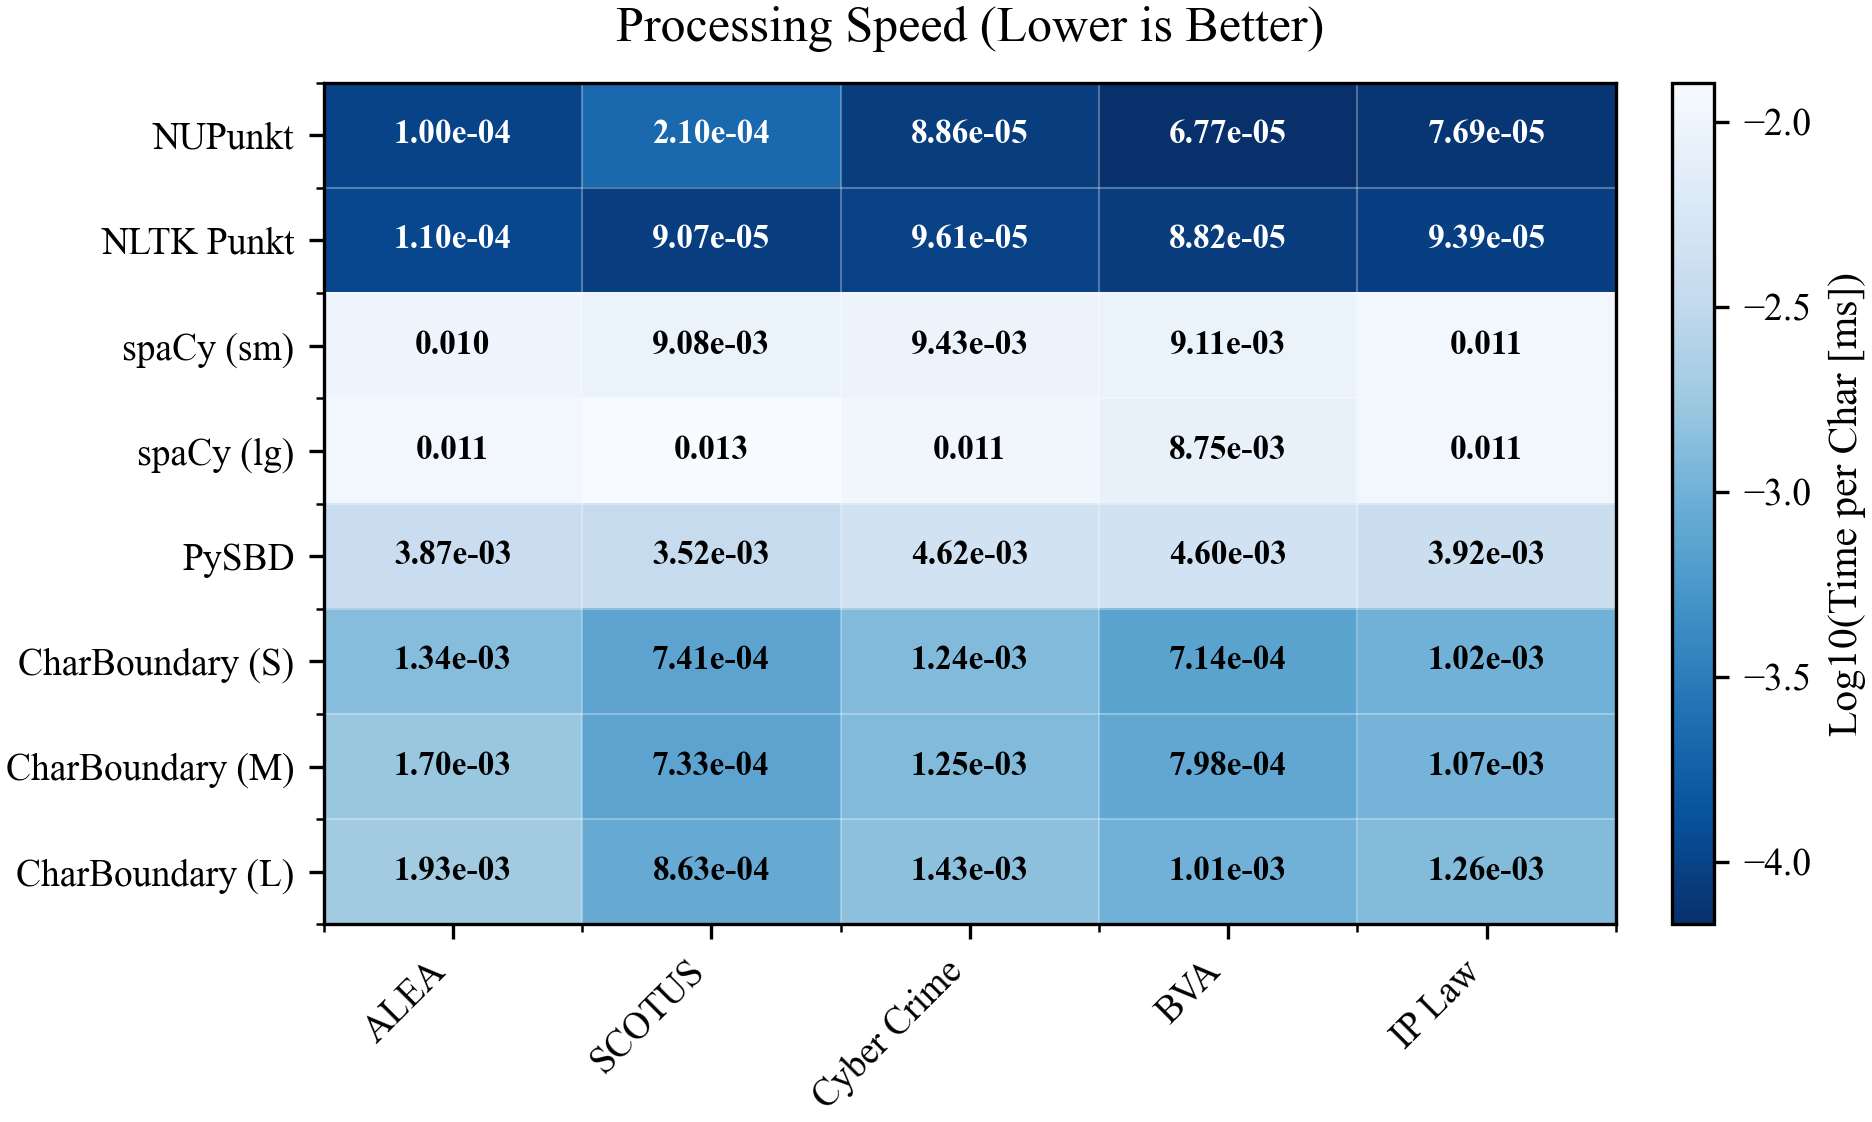 Processing Speed (Lower is Better)
NUPunkt 1.00e-04 2.10e-04 8.86e-05 6.77e-05 7.69e-05
NLTK Punkt 1.10e-04 9.07e-05 9.61e-05 8.82e-05 9.39e-05
spaCy (sm) 0.010 9.08e-03 9.43e-03 9.11e-03 0.011
spaCy (lg) 0.011 0.013 0.011 8.75e-03 0.011
PySBD 3.87e-03 3.52e-03 4.62e-03 4.60e-03 3.92e-03
CharBoundary (S) 1.34e-03 7.41e-04 1.24e-03 7.14e-04 1.02e-03
CharBoundary (M) 1.70e-03 7.33e-04 1.25e-03 7.98e-04 1.07e-03
CharBoundary (L) 1.93e-03 8.63e-04 1.43e-03 1.01e-03 1.26e-03
ALEA SCOTUS Cyber Crime BVA IP Law
−2.0
−2.5
−3.0
−3.5
−4.0
Log10(Time per Char [ms])